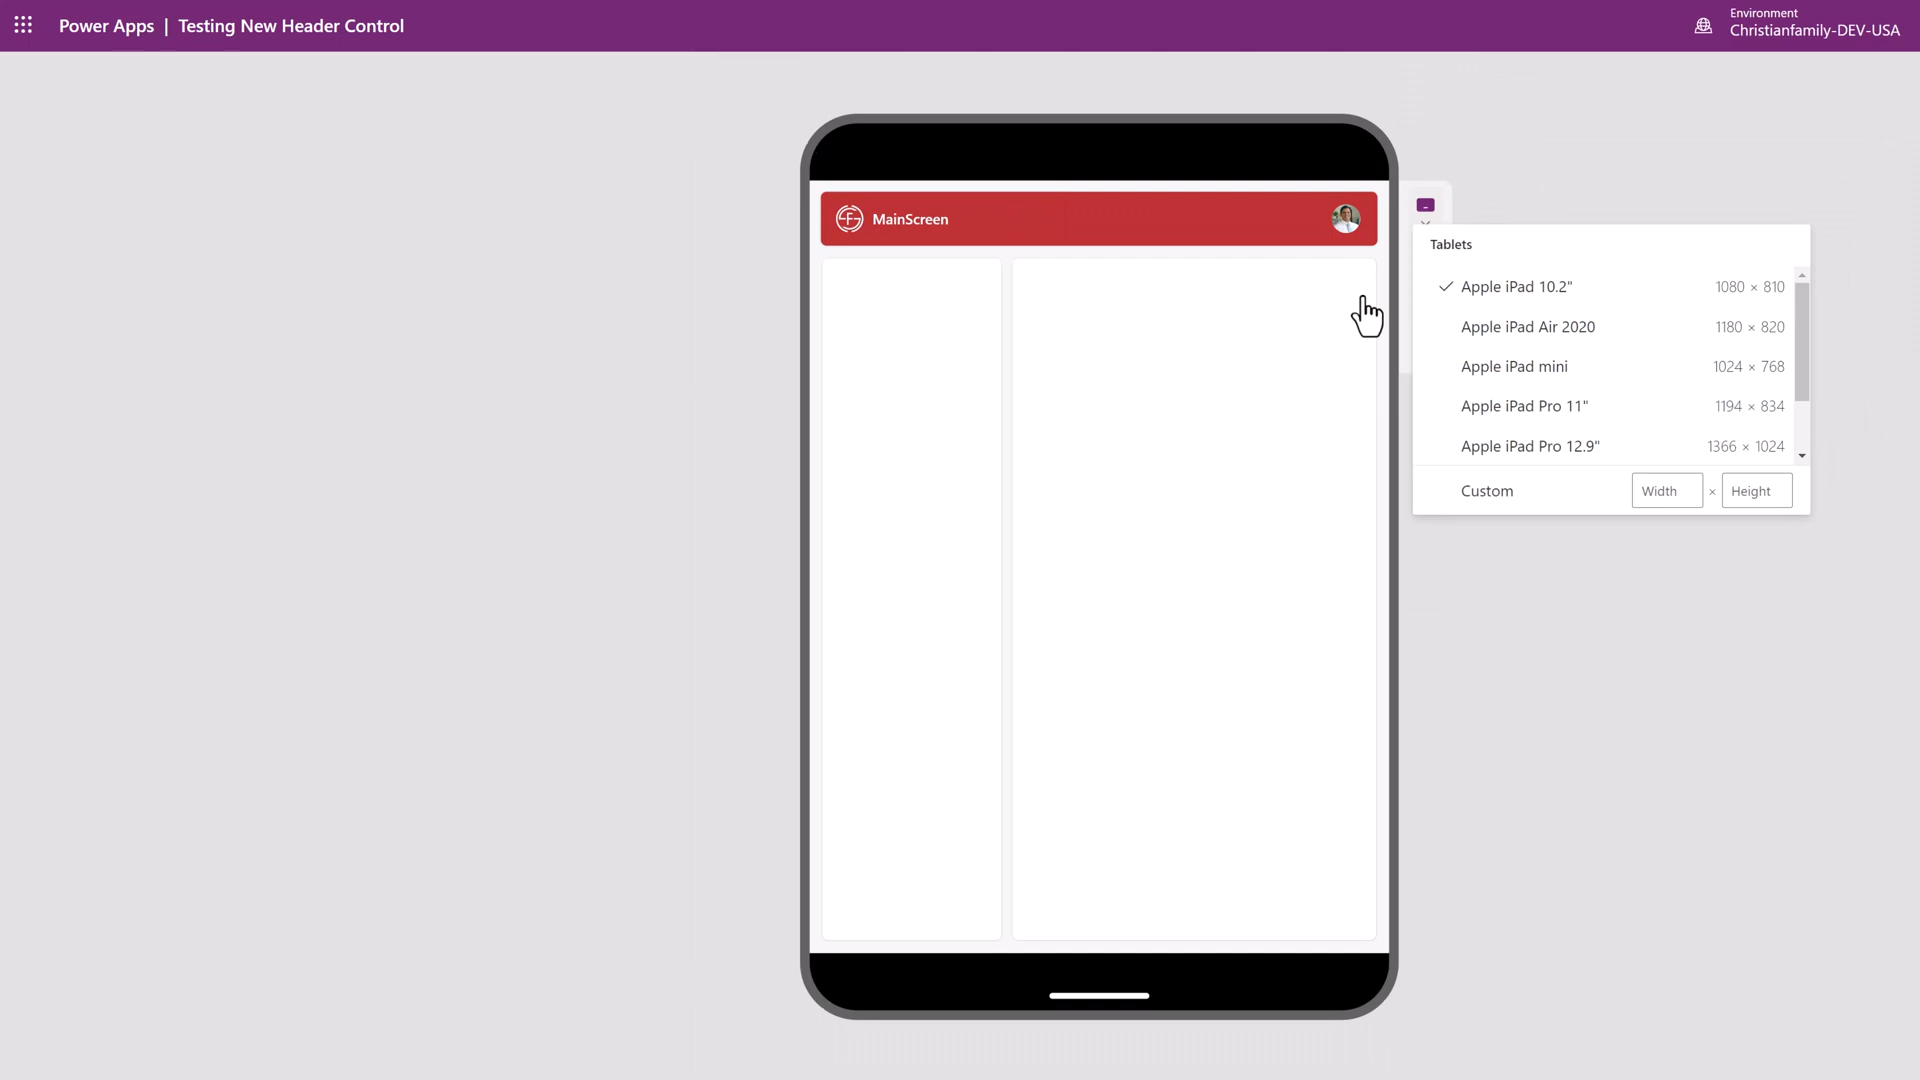 Power Apps | Testing New Header Control
Environment
Christianfamily-DEV-USA
MainScreen
Tablets
Apple iPad 10.2" 1080 × 810
Apple iPad Air 2020 1180 × 820
Apple iPad mini 1024 × 768
Apple iPad Pro 11" 1194 × 834
Apple iPad Pro 12.9" 1366 × 1024
Custom Width × Height